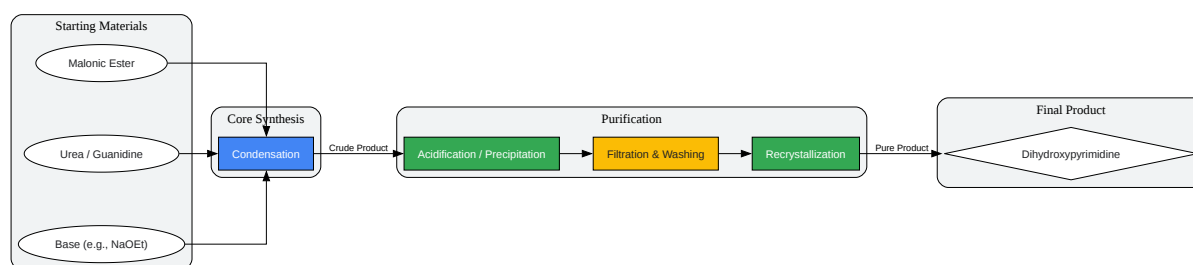 Starting Materials
Malonic Ester
Urea / Guanidine
Base (e.g., NaOEt)
Core Synthesis
Condensation
Crude Product
Purification
Acidification / Precipitation
Filtration & Washing
Recrystallization
Pure Product
Final Product
Dihydroxypyrimidine